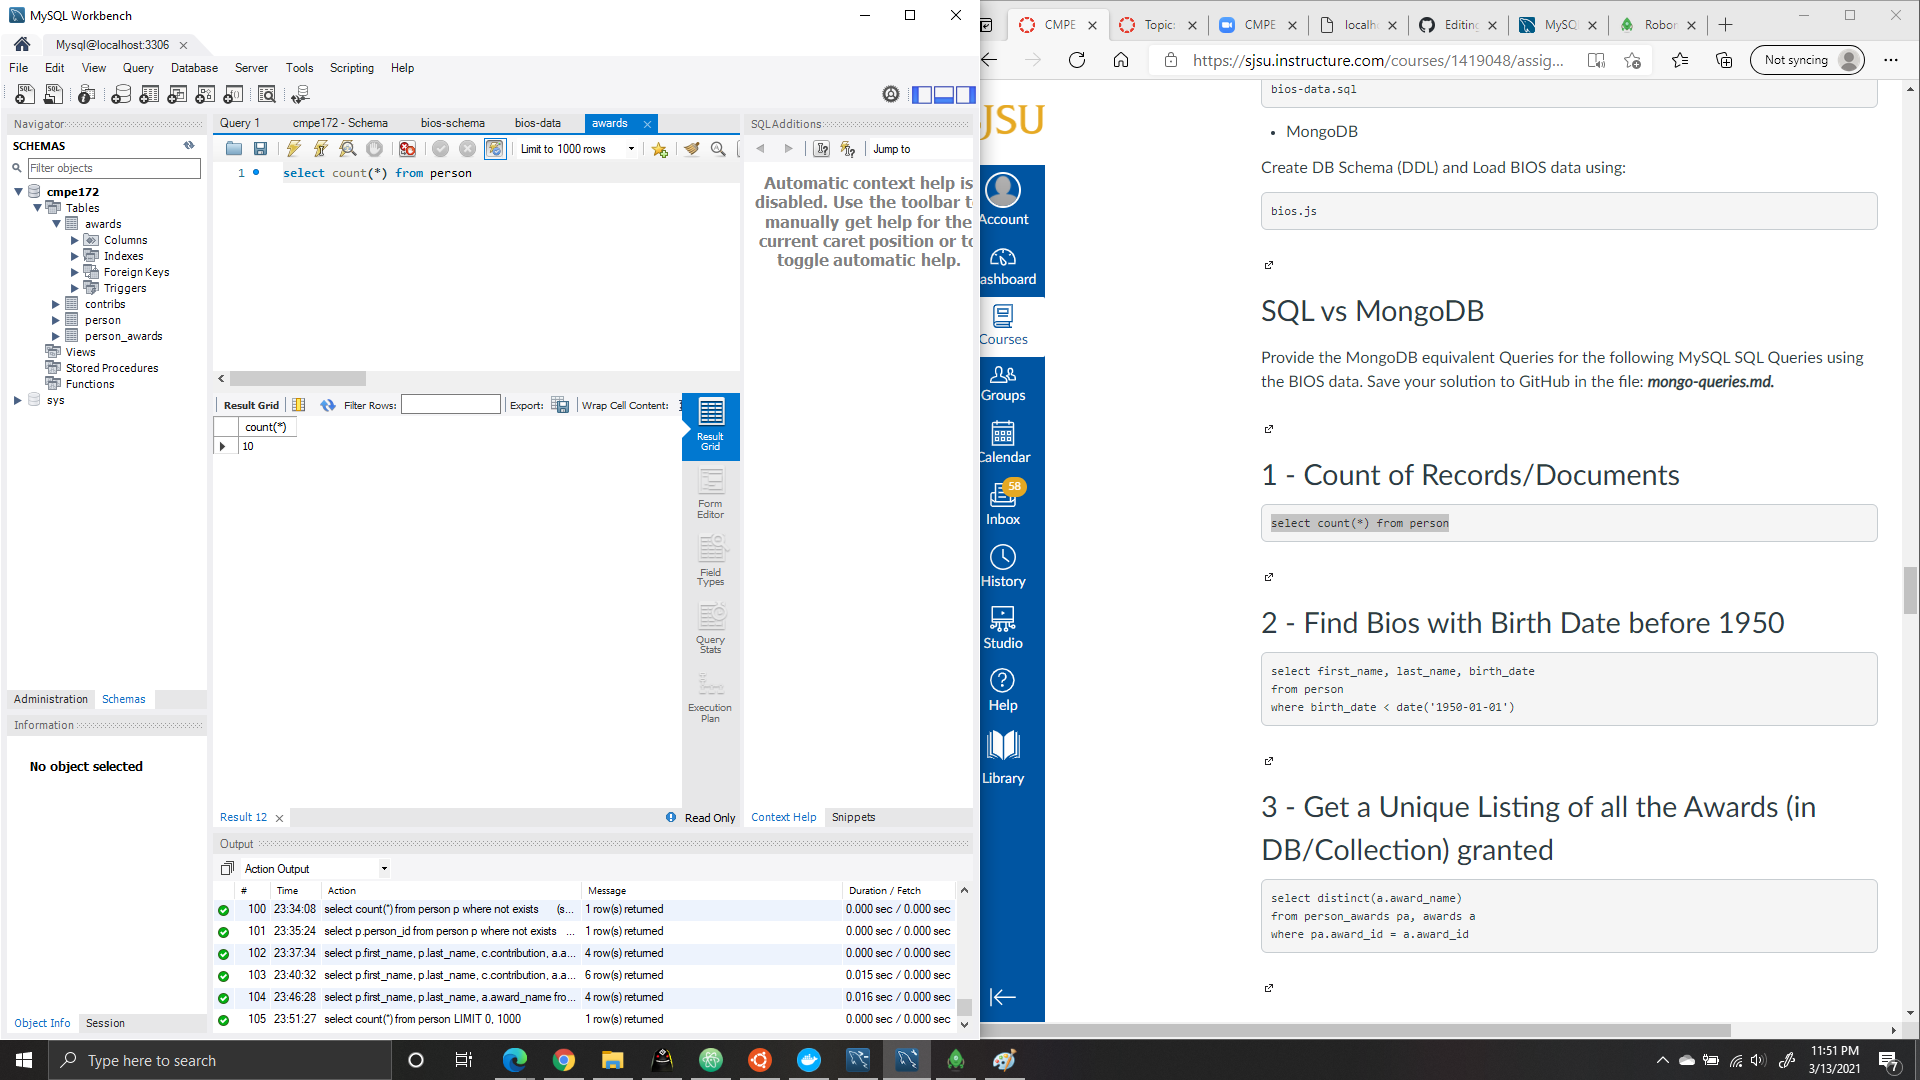 MySQL Workbench
Mysql@localhost:3306
File Edit View Query Database Server Tools Scripting Help
Navigator
SCHEMAS
Filter objects
cmpe172
Tables
awards
Columns
Indexes
Foreign Keys
Triggers
contribs
person
person_awards
Views
Stored Procedures
Functions
sys
Administration Schemas
Information
No object selected
Object Info Session
Query 1 cmpe172 - Schema bios-schema bios-data awards
Limit to 1000 rows
1 select count(*) from person
SQLAdditions
Jump to
Automatic context help is
disabled. Use the toolbar t
manually get help for the
current caret position or to
toggle automatic help.
Result Grid Filter Rows: Export: Wrap Cell Content:
count(*)
10
Result
Grid
Form
Editor
Field
Types
Query
Stats
Execution
Plan
Result 12
Read Only
Context Help Snippets
Output
Action Output
# Time Action Message Duration / Fetch
100 23:34:08 select count(*) from person p where not exists (s... 1 row(s) returned 0.000 sec / 0.000 sec
101 23:35:24 select p.person_id from person p where not exists ... 1 row(s) returned 0.000 sec / 0.000 sec
102 23:37:34 select p.first_name, p.last_name, c.contribution, a.a... 4 row(s) returned 0.000 sec / 0.000 sec
103 23:40:32 select p.first_name, p.last_name, c.contribution, a.a... 6 row(s) returned 0.015 sec / 0.000 sec
104 23:46:28 select p.first_name, p.last_name, a.award_name fro... 4 row(s) returned 0.016 sec / 0.000 sec
105 23:51:27 select count(*) from person LIMIT 0, 1000 1 row(s) returned 0.000 sec / 0.000 sec
CMPE Topic: CMPE localh Editing MySQ Robor
https://sjsu.instructure.com/courses/1419048/assig...
Not syncing
SJSU
Account
ashboard
Courses
Groups
Calendar
58
Inbox
History
Studio
Help
Library
bios-data.sql
• MongoDB
Create DB Schema (DDL) and Load BIOS data using:
bios.js
SQL vs MongoDB
Provide the MongoDB equivalent Queries for the following MySQL SQL Queries using
the BIOS data. Save your solution to GitHub in the file: mongo-queries.md.
1 - Count of Records/Documents
select count(*) from person
2 - Find Bios with Birth Date before 1950
select first_name, last_name, birth_date
from person
where birth_date < date('1950-01-01')
3 - Get a Unique Listing of all the Awards (in
DB/Collection) granted
select distinct(a.award_name)
from person_awards pa, awards a
where pa.award_id = a.award_id
Type here to search
11:51 PM
3/13/2021
7